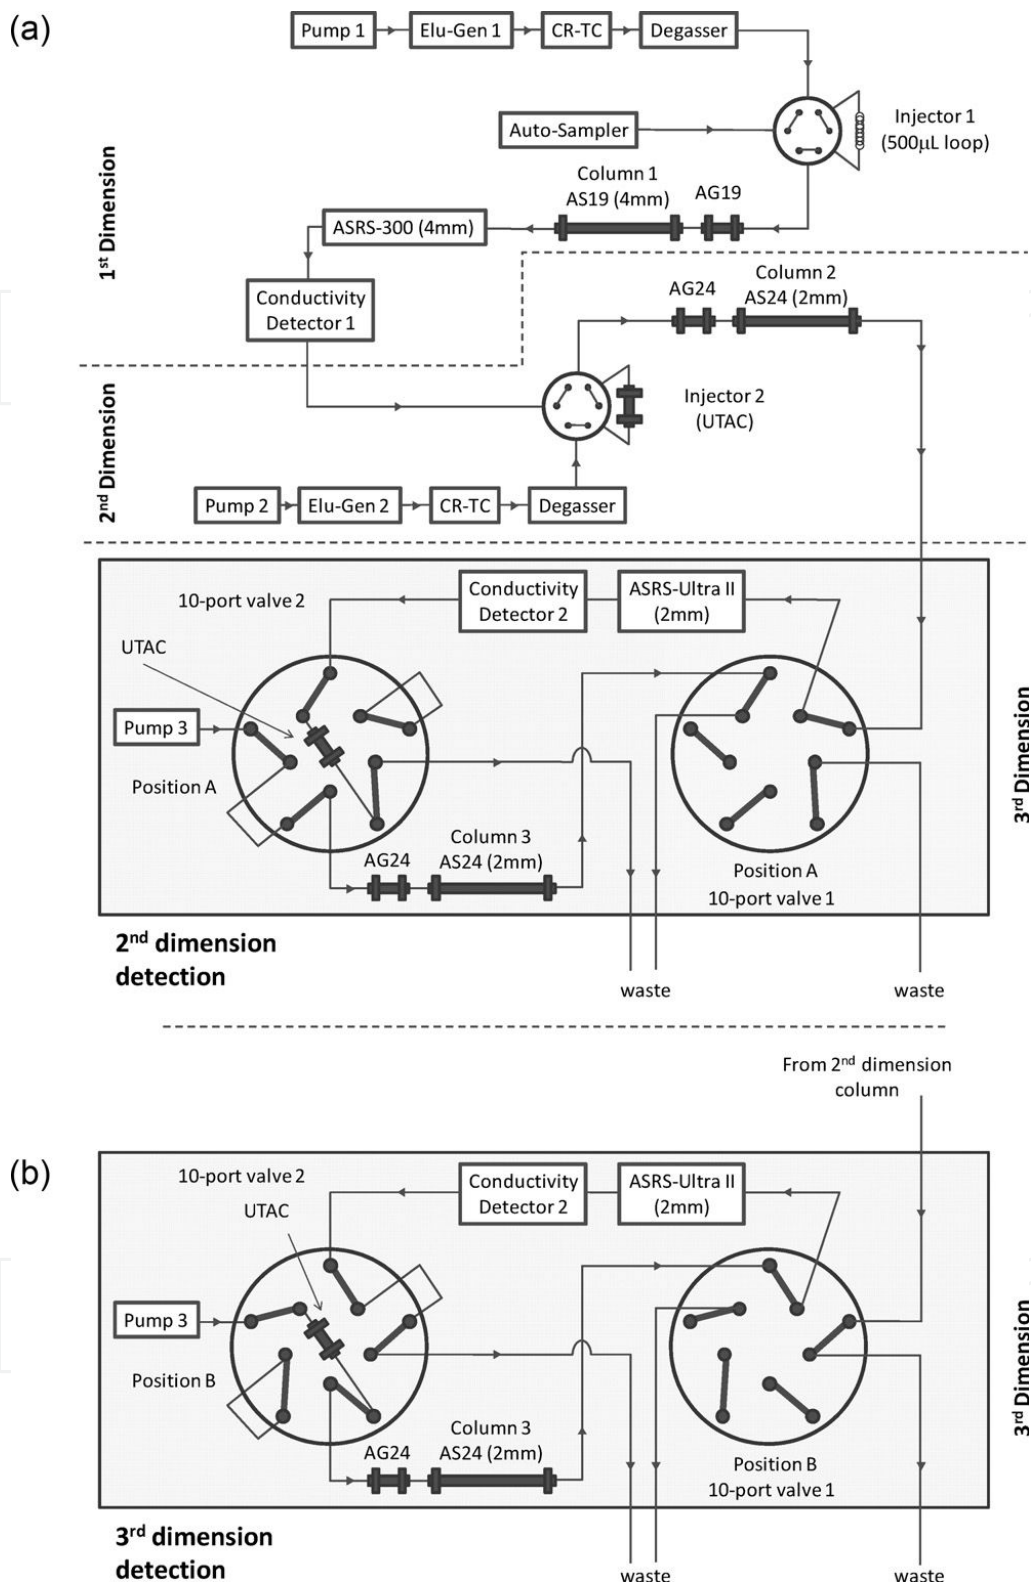 (a)
Pump 1
Elu-Gen 1
CR-TC
Degasser
Auto-Sampler
Injector 1
(500µL loop)
1st Dimension
Column 1
AS19 (4mm)
AG19
ASRS-300 (4mm)
Conductivity
Detector 1
AG24
Column 2
AS24 (2mm)
2nd Dimension
Injector 2
(UTAC)
Pump 2
Elu-Gen 2
CR-TC
Degasser
10-port valve 2
Conductivity
Detector 2
ASRS-Ultra II
(2mm)
UTAC
Pump 3
Position A
3rd Dimension
AG24
Column 3
AS24 (2mm)
Position A
10-port valve 1
2nd dimension
detection
waste
waste
From 2nd dimension
column
(b)
10-port valve 2
Conductivity
Detector 2
ASRS-Ultra II
(2mm)
UTAC
Pump 3
Position B
3rd Dimension
AG24
Column 3
AS24 (2mm)
Position B
10-port valve 1
3rd dimension
detection
waste
waste